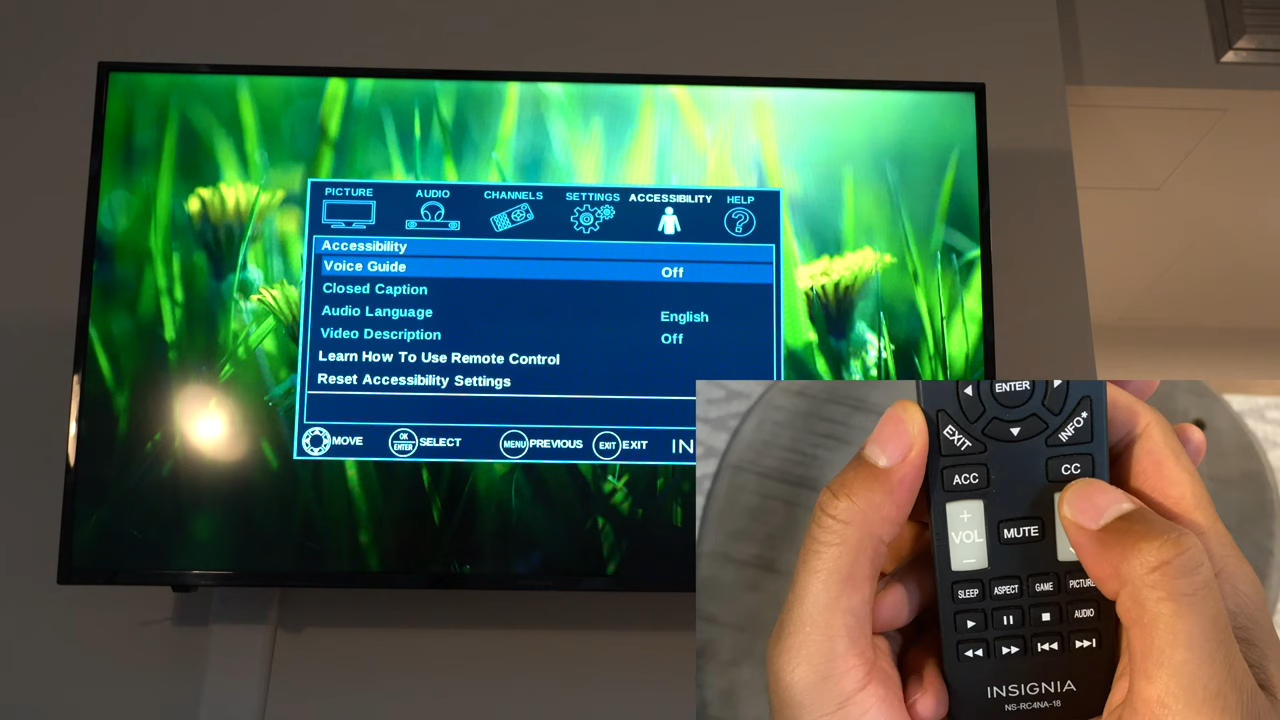 PICTURE AUDIO CHANNELS SETTINGS ACCESSIBILITY HELP
Accessibility
Voice Guide Off
Closed Caption
Audio Language English
Video Description Off
Learn How To Use Remote Control
Reset Accessibility Settings
MOVE OK ENTER SELECT MENU PREVIOUS EXIT EXIT IN
ENTER
EXIT INFO*
ACC CC
+
VOL MUTE
−
SLEEP ASPECT GAME PICTURE
AUDIO
INSIGNIA
NS-RC4NA-18